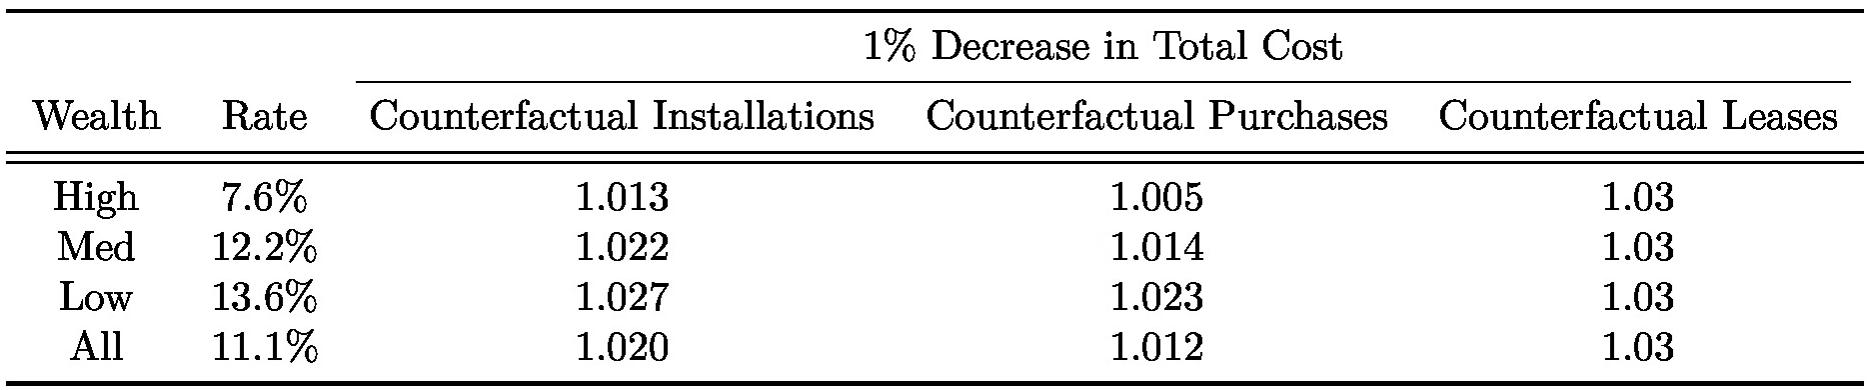 1% Decrease in Total Cost
Wealth Rate Counterfactual Installations Counterfactual Purchases Counterfactual Leases
High 7.6% 1.013 1.005 1.03
Med 12.2% 1.022 1.014 1.03
Low 13.6% 1.027 1.023 1.03
All 11.1% 1.020 1.012 1.03